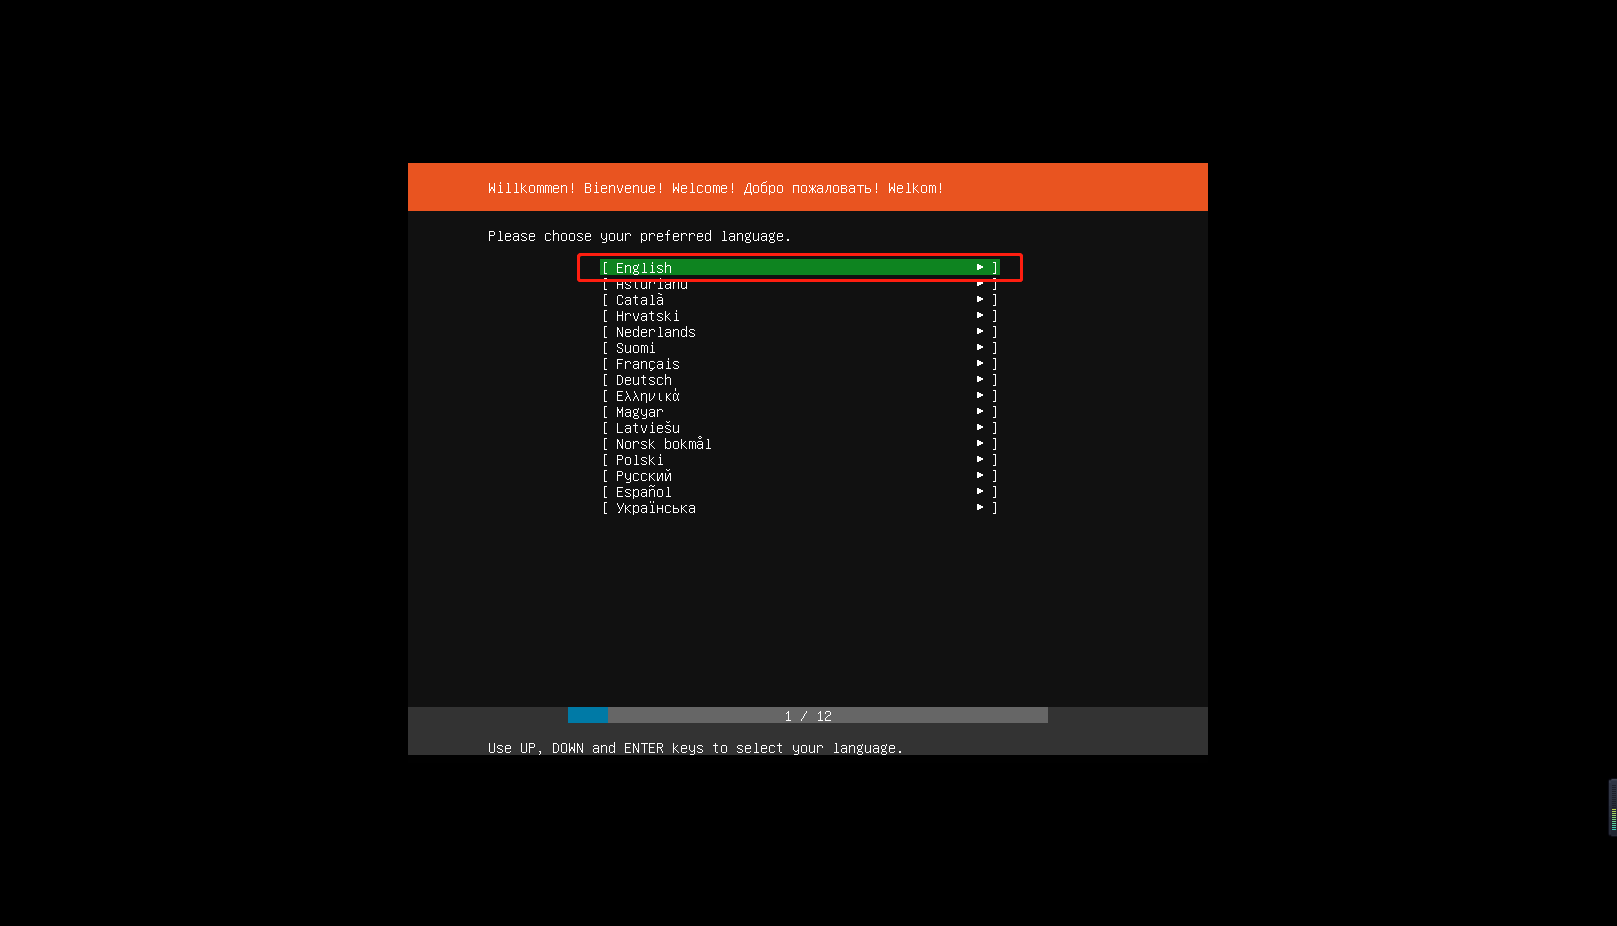 Willkommen! Bienvenue! Welcome! Добро пожаловать! Welkom!
Please choose your preferred language.
[ English ► ]
[ Asturianu ► ]
[ Català ► ]
[ Hrvatski ► ]
[ Nederlands ► ]
[ Suomi ► ]
[ Français ► ]
[ Deutsch ► ]
[ Ελληνικά ► ]
[ Magyar ► ]
[ Latviešu ► ]
[ Norsk bokmål ► ]
[ Polski ► ]
[ Русский ► ]
[ Español ► ]
[ Українська ► ]
1 / 12
Use UP, DOWN and ENTER keys to select your language.